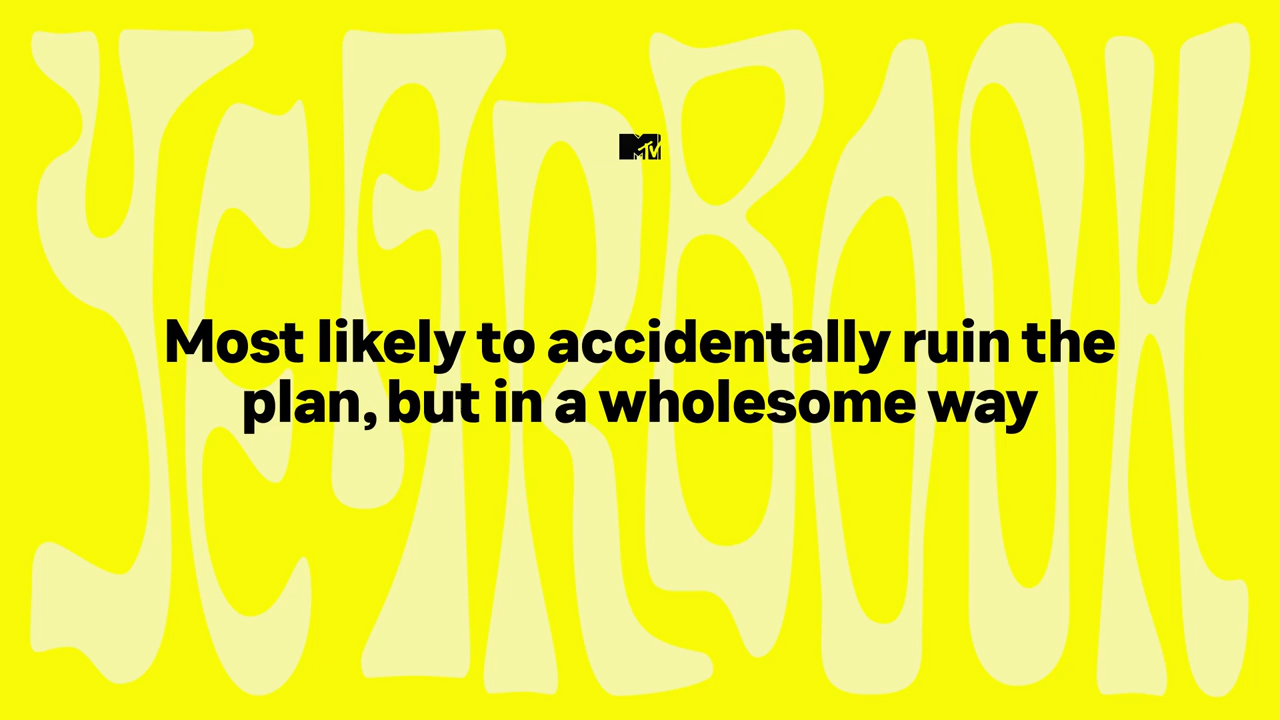 YEARBOOK
MTV
Most likely to accidentally ruin the
plan, but in a wholesome way